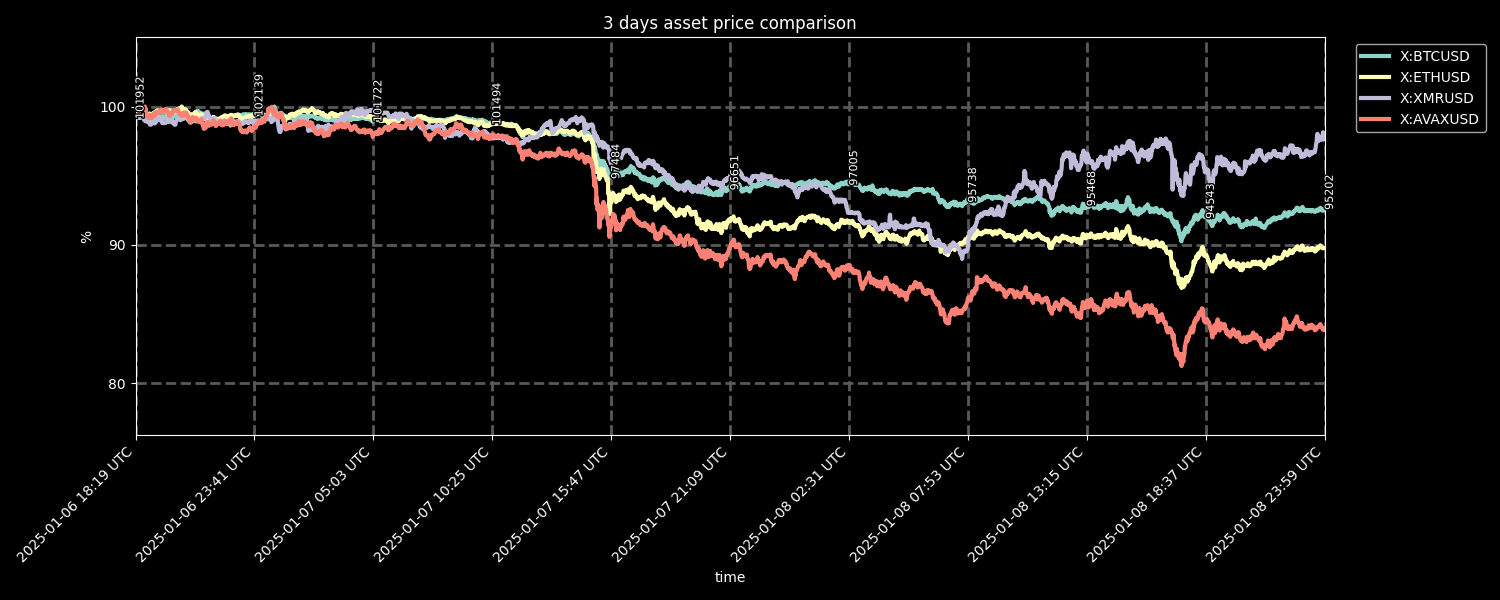 3 days asset price comparison
X:BTCUSD
X:ETHUSD
X:XMRUSD
X:AVAXUSD
%
100
90
80
101952
102139
101722
101494
97484
96651
97005
95738
95468
94543
95202
2025-01-06 18:19 UTC
2025-01-06 23:41 UTC
2025-01-07 05:03 UTC
2025-01-07 10:25 UTC
2025-01-07 15:47 UTC
2025-01-07 21:09 UTC
2025-01-08 02:31 UTC
2025-01-08 07:53 UTC
2025-01-08 13:15 UTC
2025-01-08 18:37 UTC
2025-01-08 23:59 UTC
time